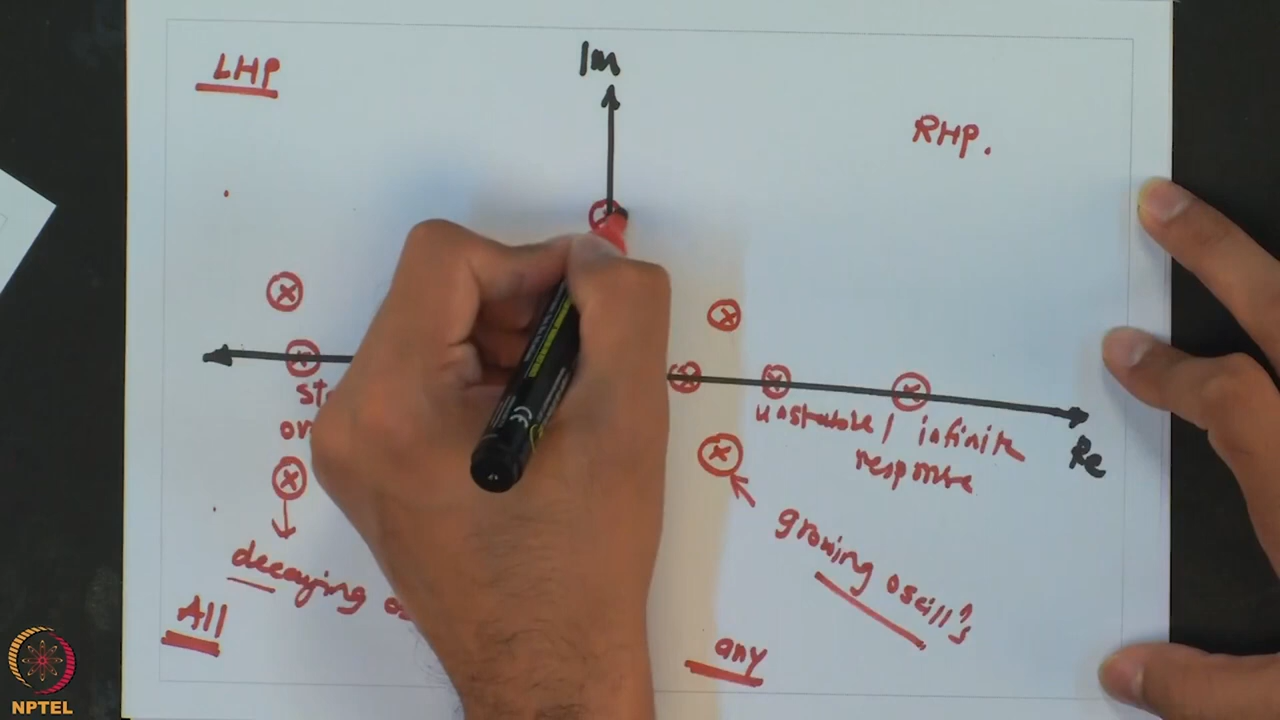 LHP
Im
RHP.
unstable / infinite
response
Re
growing oscill's
decaying
All
any
NPTEL